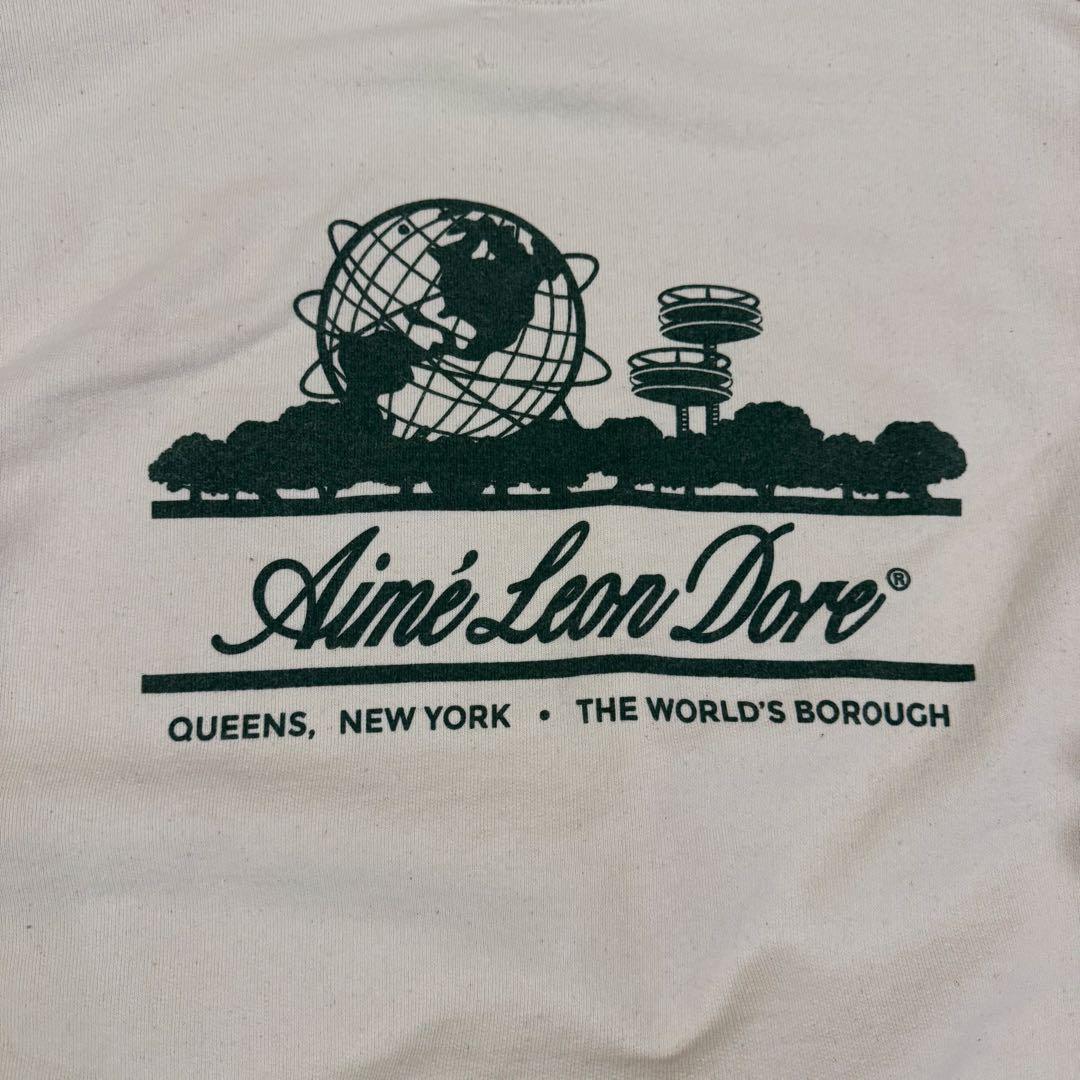 Aimé Leon Dore®
QUEENS, NEW YORK • THE WORLD'S BOROUGH